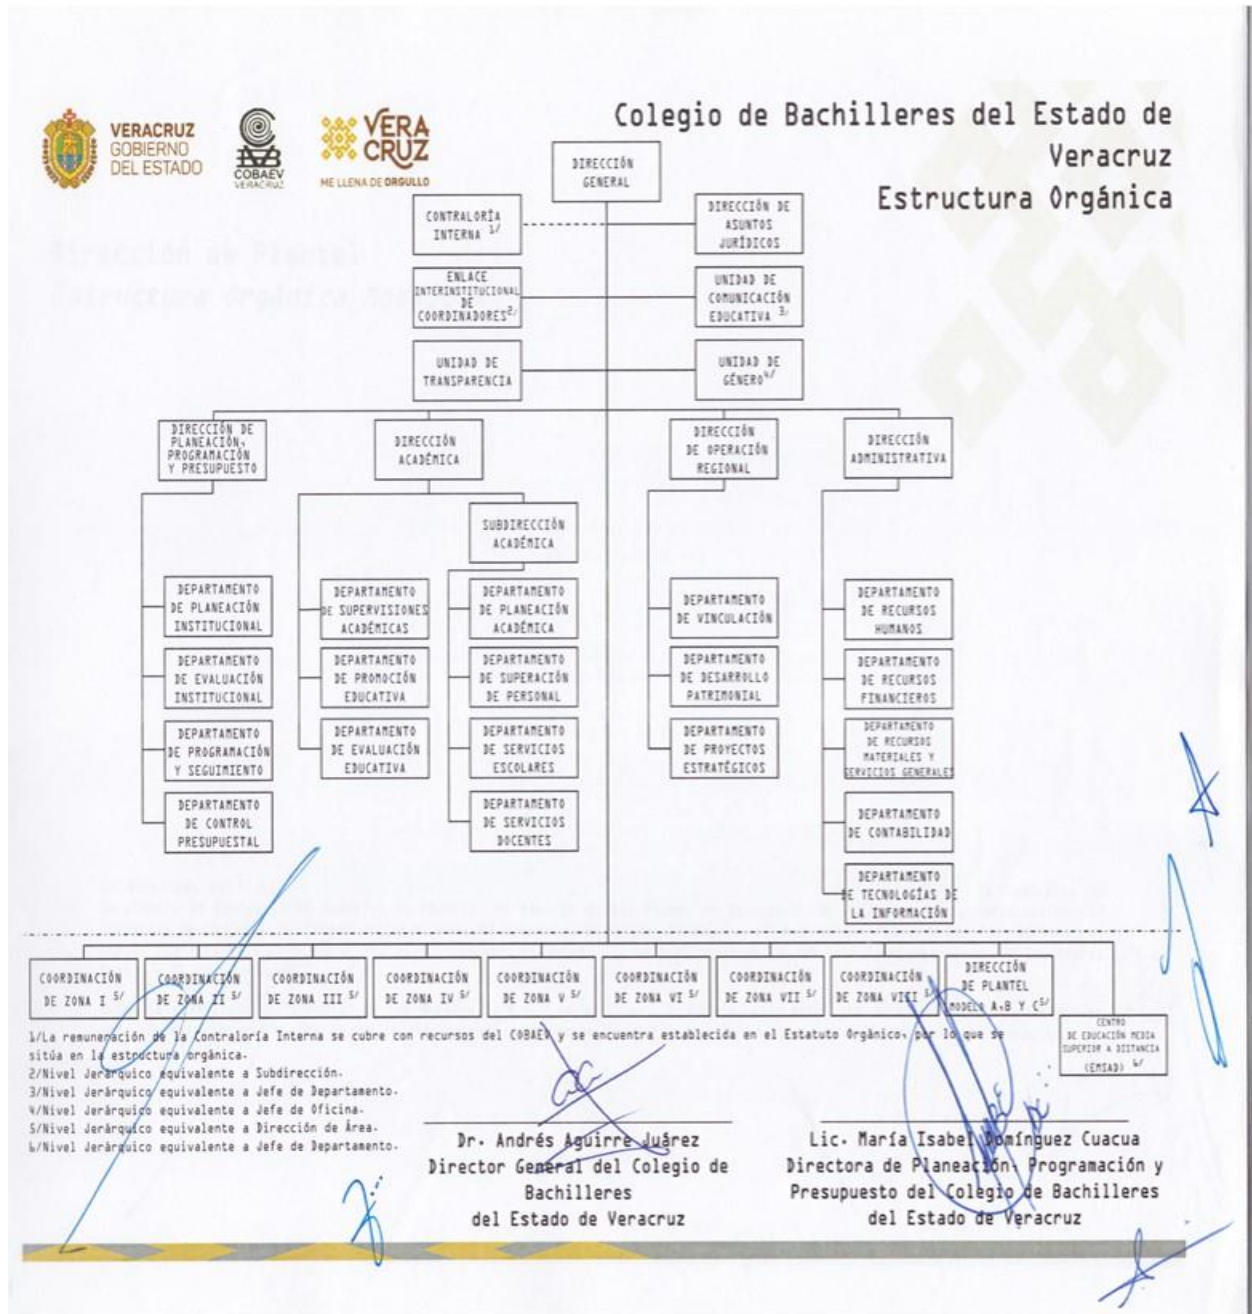 VERACRUZ
GOBIERNO
DEL ESTADO
COBAEV
VERACRUZ
VERA
CRUZ
ME LLENA DE ORGULLO
Colegio de Bachilleres del Estado de
Veracruz
Estructura Orgánica
DIRECCIÓN
GENERAL
CONTRALORÍA
INTERNA 1/
DIRECCIÓN DE
ASUNTOS
JURÍDICOS
Dirección de Plantel
Estructura Orgánica
ENLACE
INTERINSTITUCIONAL
DE
COORDINADORES 2/
UNIDAD DE
COMUNICACIÓN
EDUCATIVA 3/
UNIDAD DE
TRANSPARENCIA
UNIDAD DE
GÉNERO 4/
DIRECCIÓN DE
PLANEACIÓN,
PROGRAMACIÓN
Y PRESUPUESTO
DIRECCIÓN
ACADÉMICA
DIRECCIÓN
DE OPERACIÓN
REGIONAL
DIRECCIÓN
ADMINISTRATIVA
SUBDIRECCIÓN
ACADÉMICA
DEPARTAMENTO
DE PLANEACIÓN
INSTITUCIONAL
DEPARTAMENTO
DE SUPERVISIONES
ACADÉMICAS
DEPARTAMENTO
DE PLANEACIÓN
ACADÉMICA
DEPARTAMENTO
DE VINCULACIÓN
DEPARTAMENTO
DE RECURSOS
HUMANOS
DEPARTAMENTO
DE EVALUACIÓN
INSTITUCIONAL
DEPARTAMENTO
DE PROMOCIÓN
EDUCATIVA
DEPARTAMENTO
DE SUPERACIÓN
DE PERSONAL
DEPARTAMENTO
DE DESARROLLO
PATRIMONIAL
DEPARTAMENTO
DE RECURSOS
FINANCIEROS
DEPARTAMENTO
DE PROGRAMACIÓN
Y SEGUIMIENTO
DEPARTAMENTO
DE EVALUACIÓN
EDUCATIVA
DEPARTAMENTO
DE SERVICIOS
ESCOLARES
DEPARTAMENTO
DE PROYECTOS
ESTRATÉGICOS
DEPARTAMENTO
DE RECURSOS
MATERIALES Y
SERVICIOS GENERALES
DEPARTAMENTO
DE CONTROL
PRESUPUESTAL
DEPARTAMENTO
DE SERVICIOS
DOCENTES
DEPARTAMENTO
DE CONTABILIDAD
DEPARTAMENTO
DE TECNOLOGÍAS DE
LA INFORMACIÓN
COORDINACIÓN
DE ZONA I 5/
COORDINACIÓN
DE ZONA II 5/
COORDINACIÓN
DE ZONA III 5/
COORDINACIÓN
DE ZONA IV 5/
COORDINACIÓN
DE ZONA V 5/
COORDINACIÓN
DE ZONA VI 5/
COORDINACIÓN
DE ZONA VII 5/
COORDINACIÓN
DE ZONA VIII 5/
DIRECCIÓN
DE PLANTEL
MODELO A,B Y C 5/
CENTRO
DE EDUCACIÓN MEDIA
SUPERIOR A DISTANCIA
(EMSAD) 6/
1/La remuneración de la Contraloría Interna se cubre con recursos del COBAEV y se encuentra establecida en el Estatuto Orgánico, por lo que se
sitúa en la estructura orgánica.
2/Nivel Jerárquico equivalente a Subdirección.
3/Nivel Jerárquico equivalente a Jefe de Departamento.
4/Nivel Jerárquico equivalente a Jefe de Oficina.
5/Nivel Jerárquico equivalente a Dirección de Área.
6/Nivel Jerárquico equivalente a Jefe de Departamento.
Dr. Andrés Aguirre Juárez
Director General del Colegio de
Bachilleres
del Estado de Veracruz
Lic. María Isabel Domínguez Cuacua
Directora de Planeación, Programación y
Presupuesto del Colegio de Bachilleres
del Estado de Veracruz